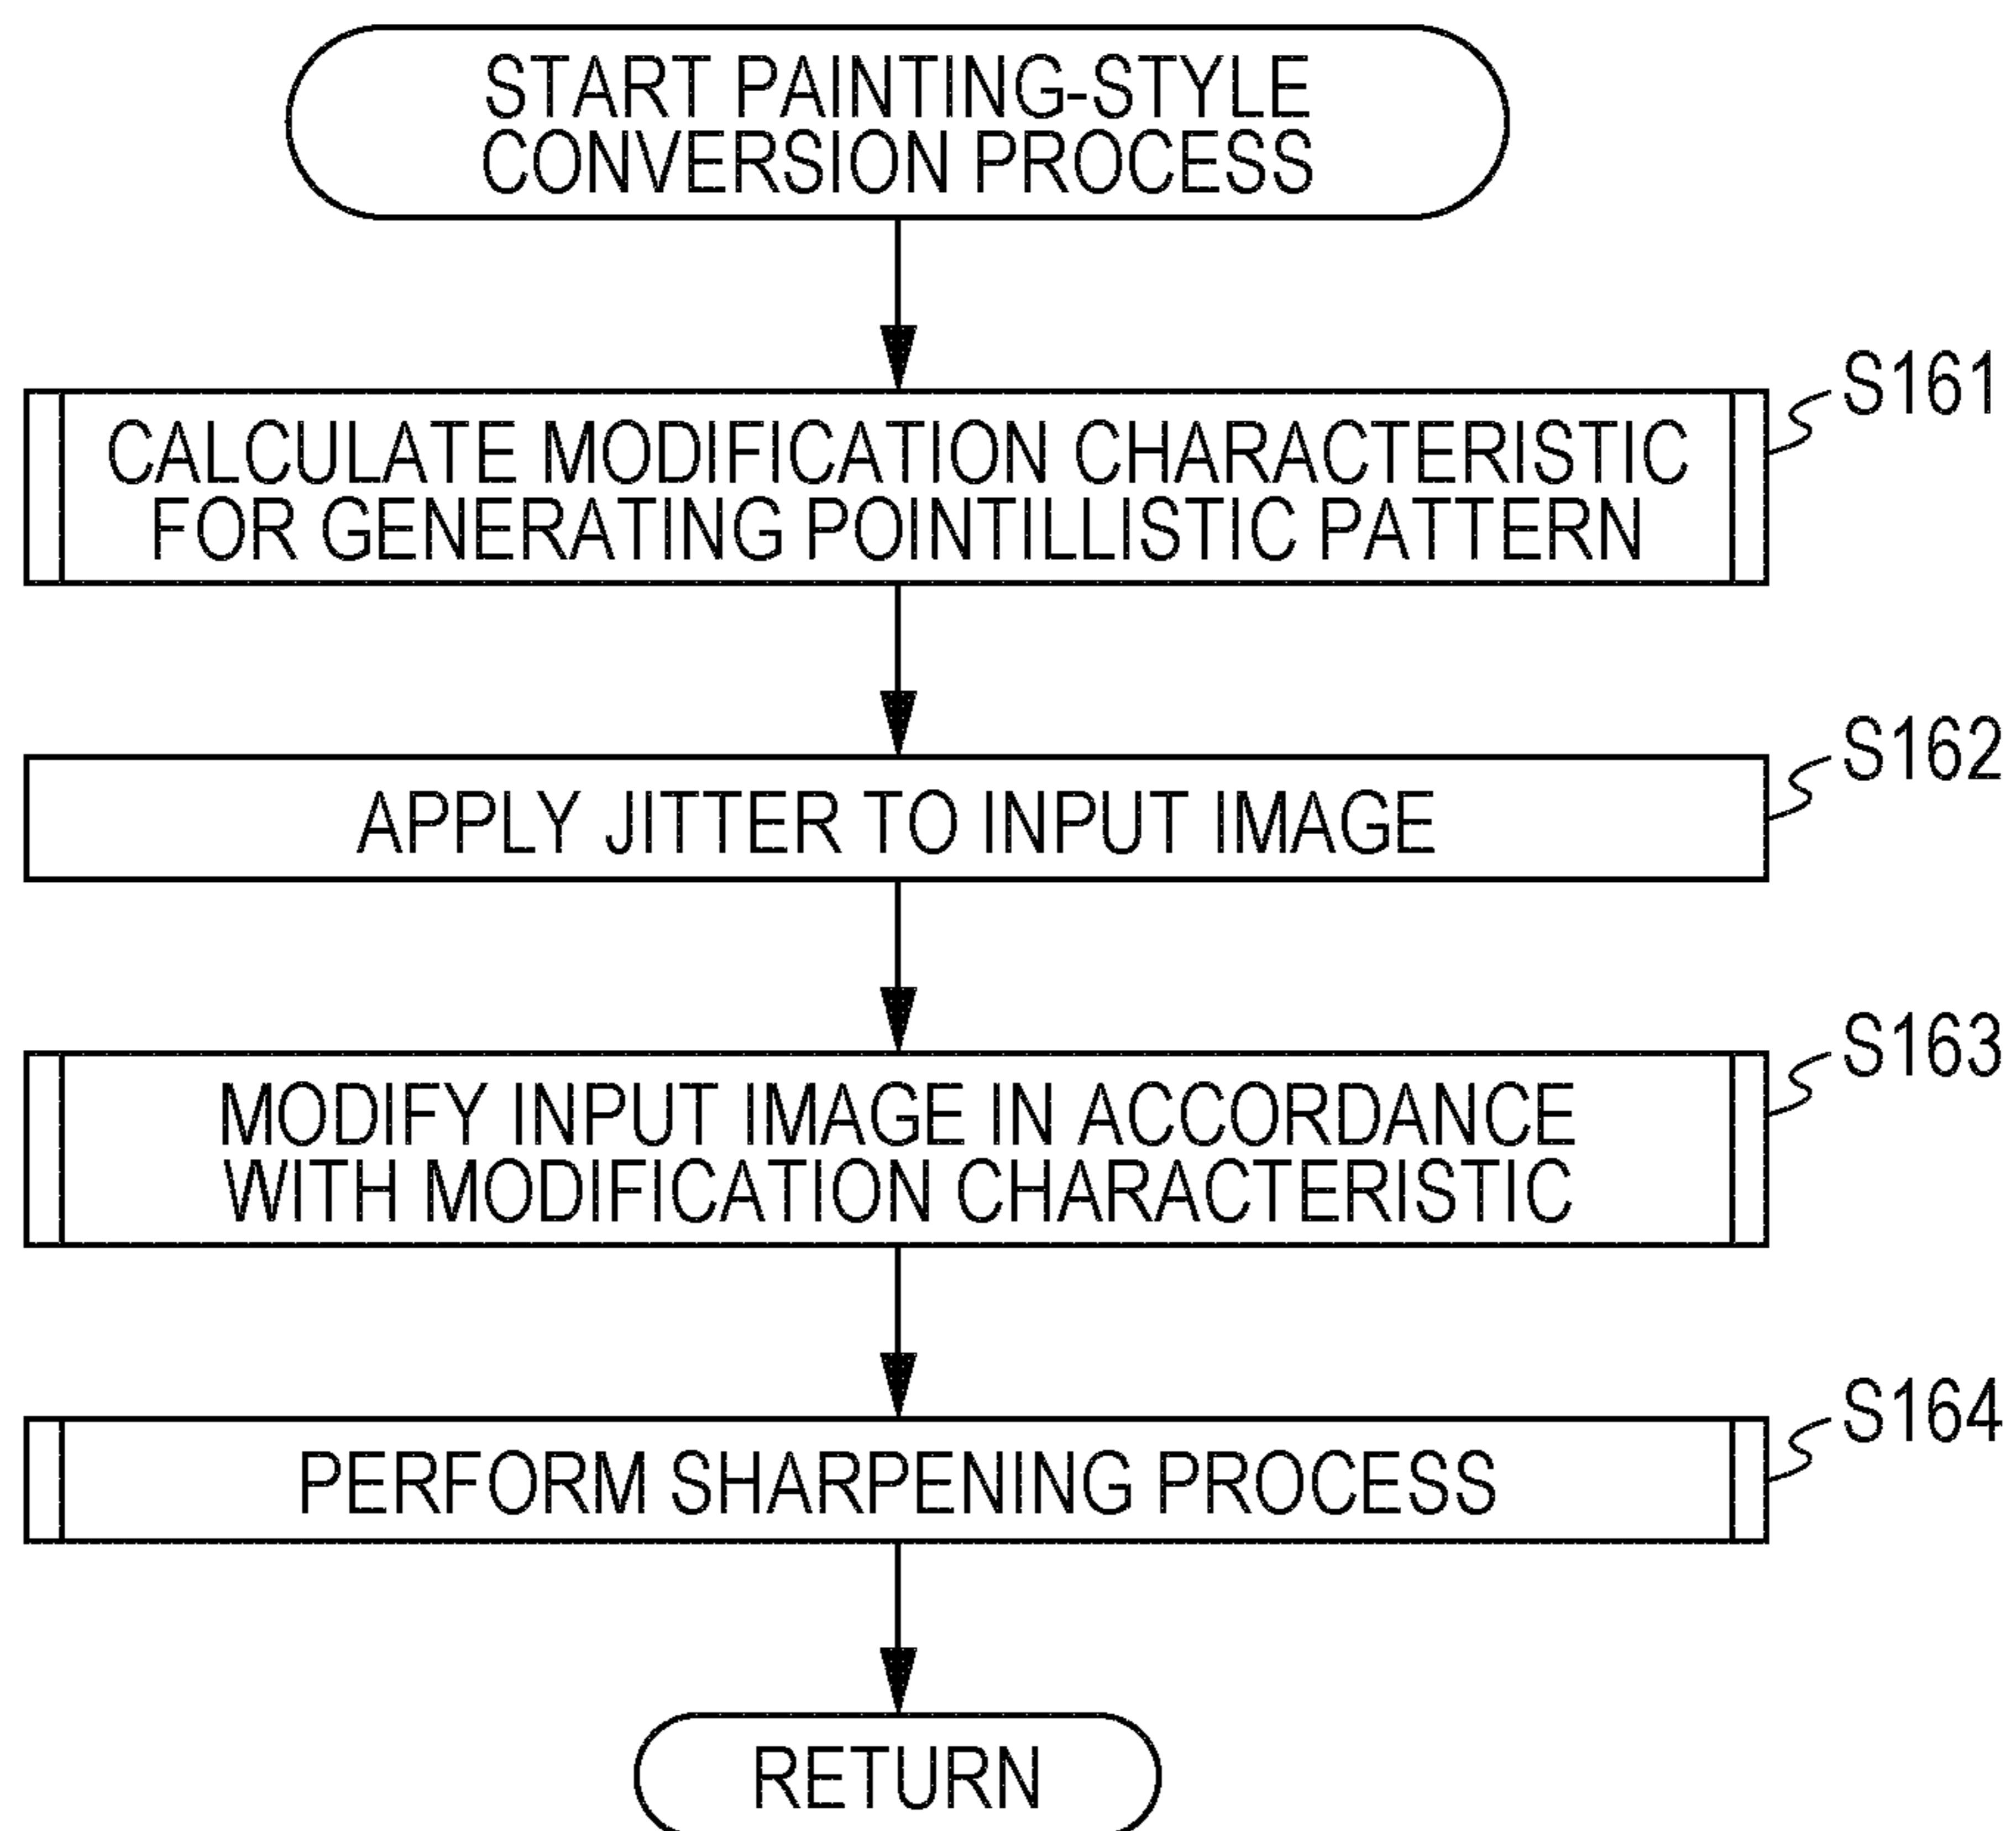 START PAINTING-STYLE
CONVERSION PROCESS
S161
CALCULATE MODIFICATION CHARACTERISTIC
FOR GENERATING POINTILLISTIC PATTERN
S162
APPLY JITTER TO INPUT IMAGE
S163
MODIFY INPUT IMAGE IN ACCORDANCE
WITH MODIFICATION CHARACTERISTIC
S164
PERFORM SHARPENING PROCESS
RETURN